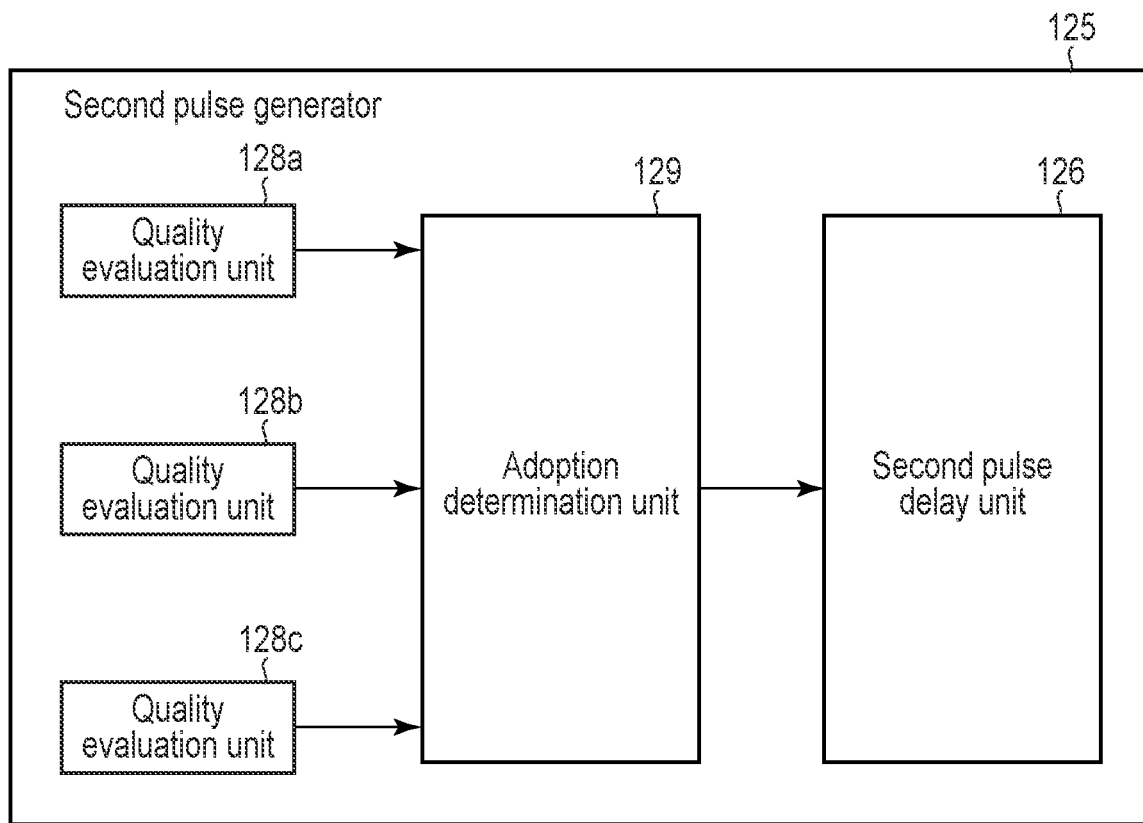 125
Second pulse generator
128a
Quality
evaluation unit
128b
Quality
evaluation unit
128c
Quality
evaluation unit
129
Adoption
determination unit
126
Second pulse
delay unit